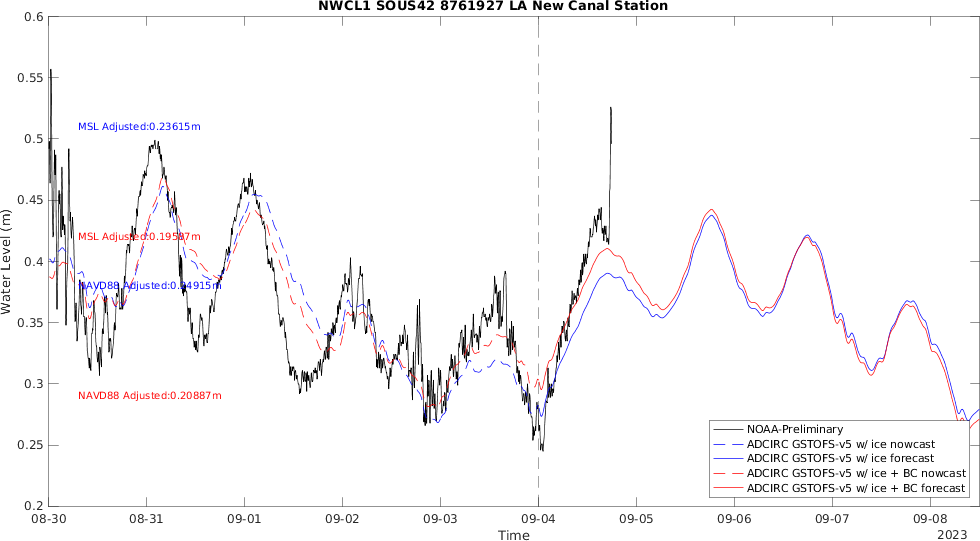 NWCL1 SOUS42 8761927 LA New Canal Station
0.6
0.55
0.5
0.45
0.4
0.35
0.3
0.25
0.2
Water Level (m)
MSL Adjusted:0.23615m
MSL Adjusted:0.19587m
NAVD88 Adjusted:0.24915m
NAVD88 Adjusted:0.20887m
NOAA-Preliminary
ADCIRC GSTOFS-v5 w/ ice nowcast
ADCIRC GSTOFS-v5 w/ ice forecast
ADCIRC GSTOFS-v5 w/ ice + BC nowcast
ADCIRC GSTOFS-v5 w/ ice + BC forecast
08-30 08-31 09-01 09-02 09-03 09-04 09-05 09-06 09-07 09-08
Time
2023